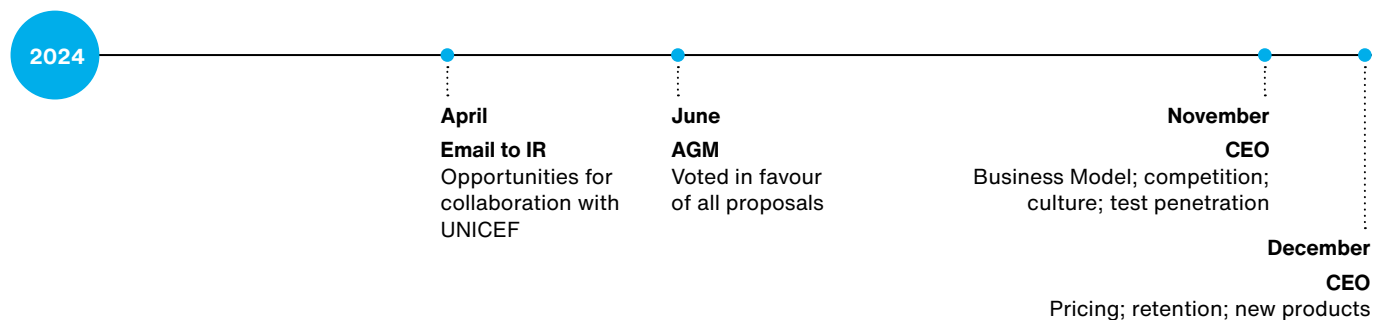 2024
April
Email to IR
Opportunities for
collaboration with
UNICEF
June
AGM
Voted in favour
of all proposals
November
CEO
Business Model; competition;
culture; test penetration
December
CEO
Pricing; retention; new products